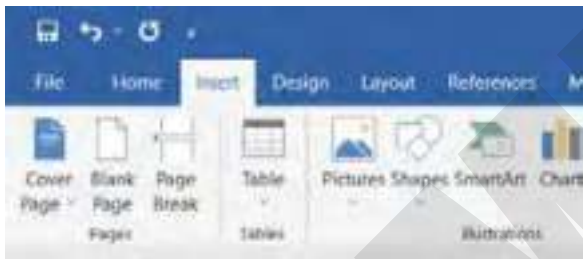 File Home Insert Design Layout References
Cover Page Blank Page Page Break Table Pictures Shapes SmartArt Chart
Pages Tables Illustrations